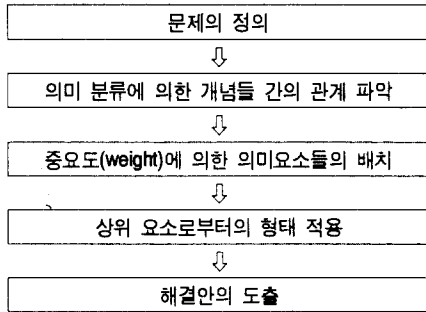 문제의 정의
의미 분류에 의한 개념들 간의 관계 파악
중요도(weight)에 의한 의미요소들의 배치
상위 요소로부터의 형태 적용
해결안의 도출